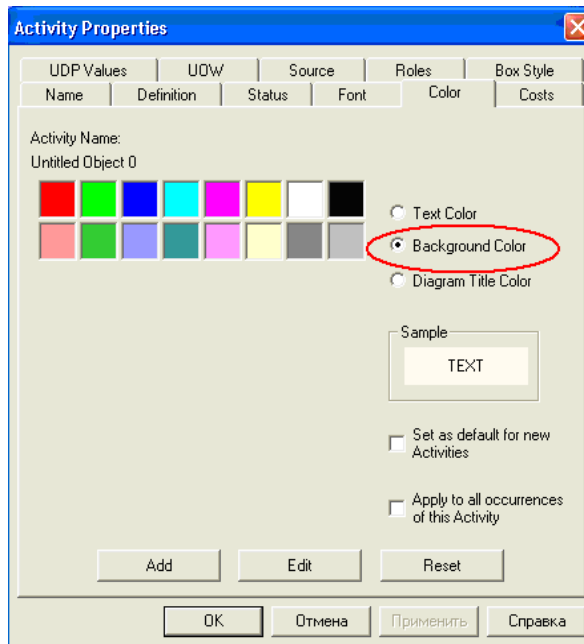 Activity Properties
UDP Values UOW Source Roles Box Style
Name Definition Status Font Color Costs
Activity Name:
Untitled Object 0
Text Color
Background Color
Diagram Title Color
Sample
TEXT
Set as default for new
Activities
Apply to all occurrences
of this Activity
Add Edit Reset
OK Отмена Применить Справка